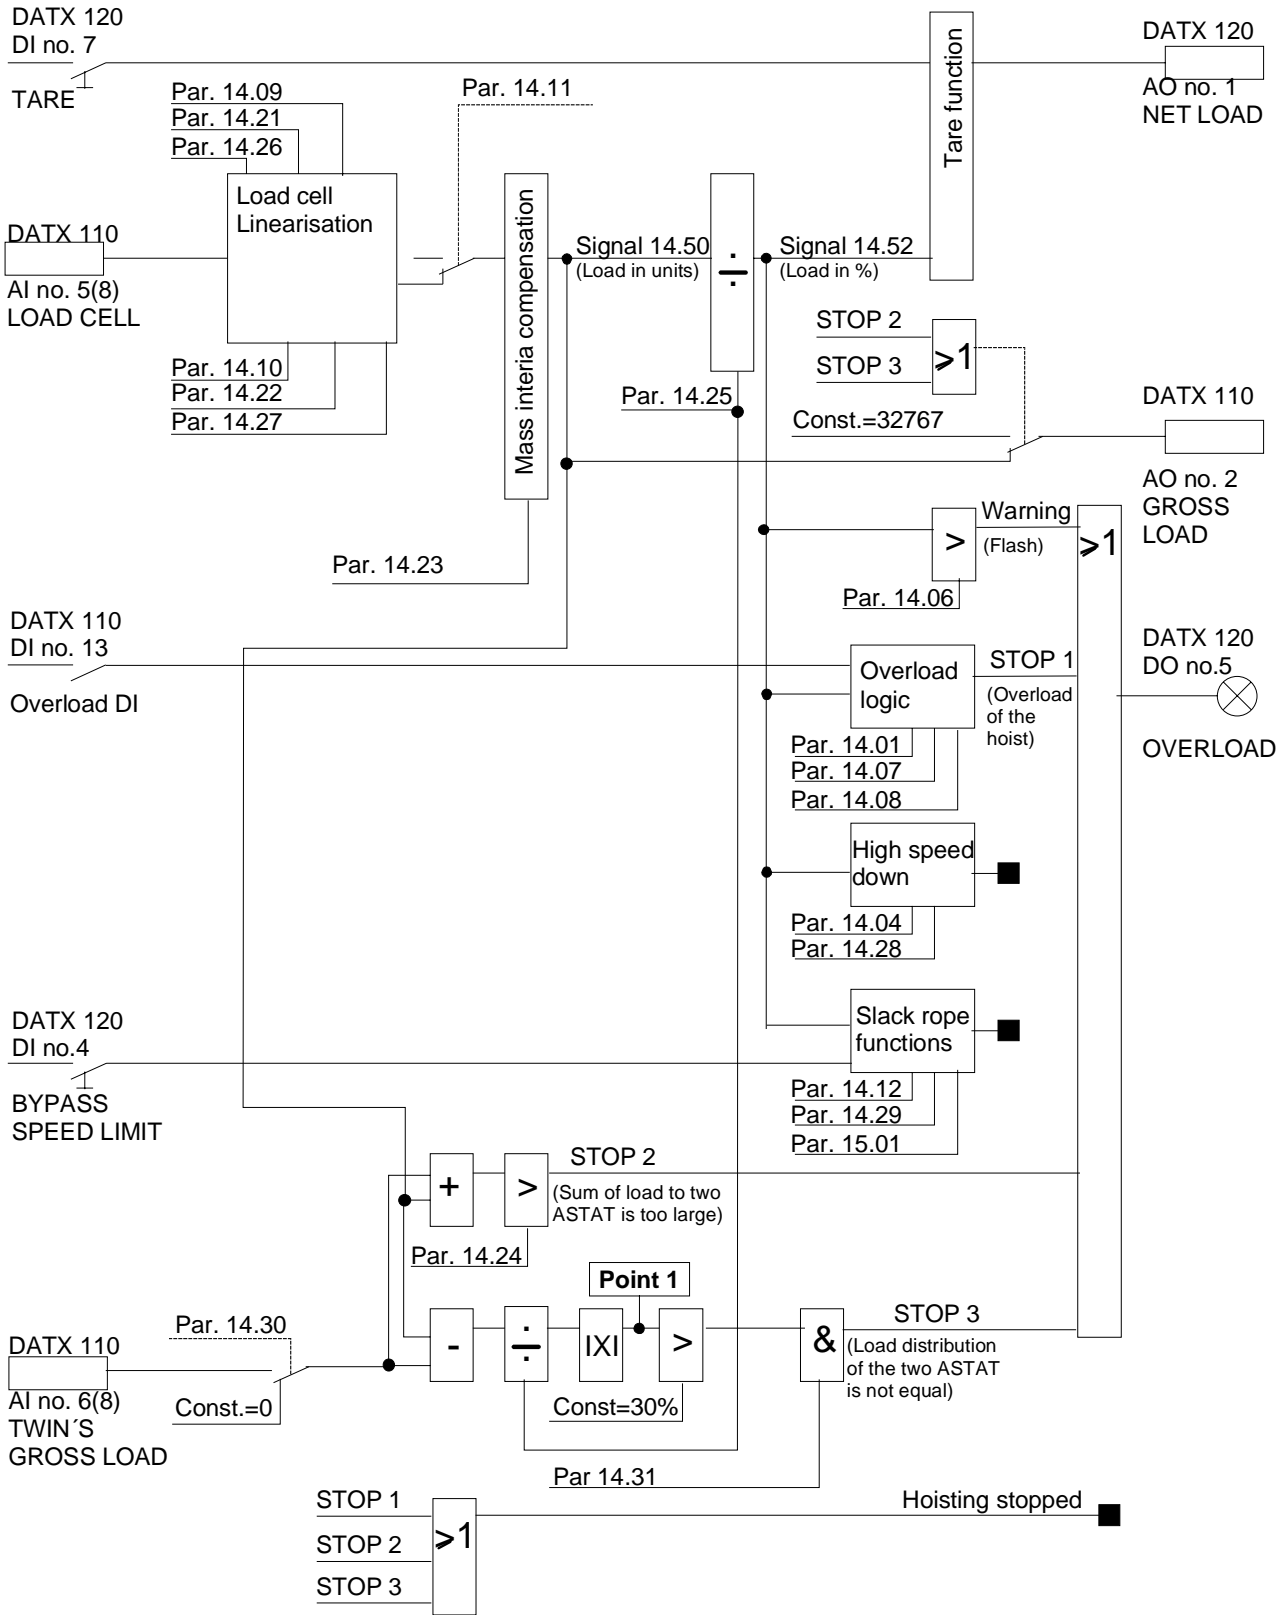 DATX 120
DI no. 7
TARE
Par. 14.09
Par. 14.21
Par. 14.26
Par. 14.11
Tare function
DATX 120
AO no. 1
NET LOAD
Load cell
Linearisation
DATX 110
AI no. 5(8)
LOAD CELL
Par. 14.10
Par. 14.22
Par. 14.27
Mass interia compensation
Signal 14.50
(Load in units)
÷
Signal 14.52
(Load in %)
Par. 14.25
STOP 2
STOP 3
⩾1
Const.=32767
DATX 110
AO no. 2
GROSS
LOAD
Par. 14.23
>
Warning
(Flash)
Par. 14.06
⩾1
DATX 110
DI no. 13
Overload DI
Overload
logic
STOP 1
(Overload
of the
hoist)
Par. 14.01
Par. 14.07
Par. 14.08
DATX 120
DO no.5
OVERLOAD
High speed
down
Par. 14.04
Par. 14.28
DATX 120
DI no.4
BYPASS
SPEED LIMIT
Slack rope
functions
Par. 14.12
Par. 14.29
Par. 15.01
+
>
STOP 2
(Sum of load to two
ASTAT is too large)
Par. 14.24
Point 1
DATX 110
AI no. 6(8)
TWIN´S
GROSS LOAD
Par. 14.30
Const.=0
-
÷
IXI
>
Const=30%
&
STOP 3
(Load distribution
of the two ASTAT
is not equal)
Par 14.31
STOP 1
STOP 2
STOP 3
⩾1
Hoisting stopped